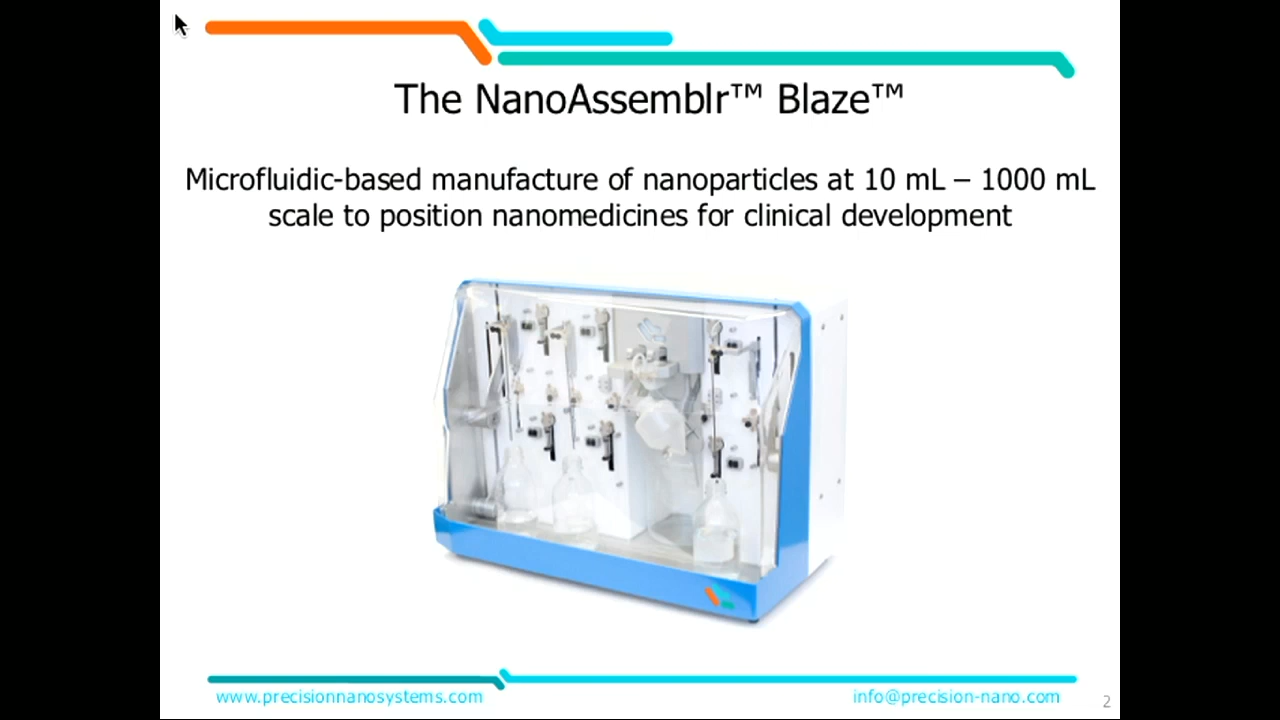 The NanoAssemblr™ Blaze™
Microfluidic-based manufacture of nanoparticles at 10 mL – 1000 mL
scale to position nanomedicines for clinical development
www.precisionnanosystems.com
info@precision-nano.com
2